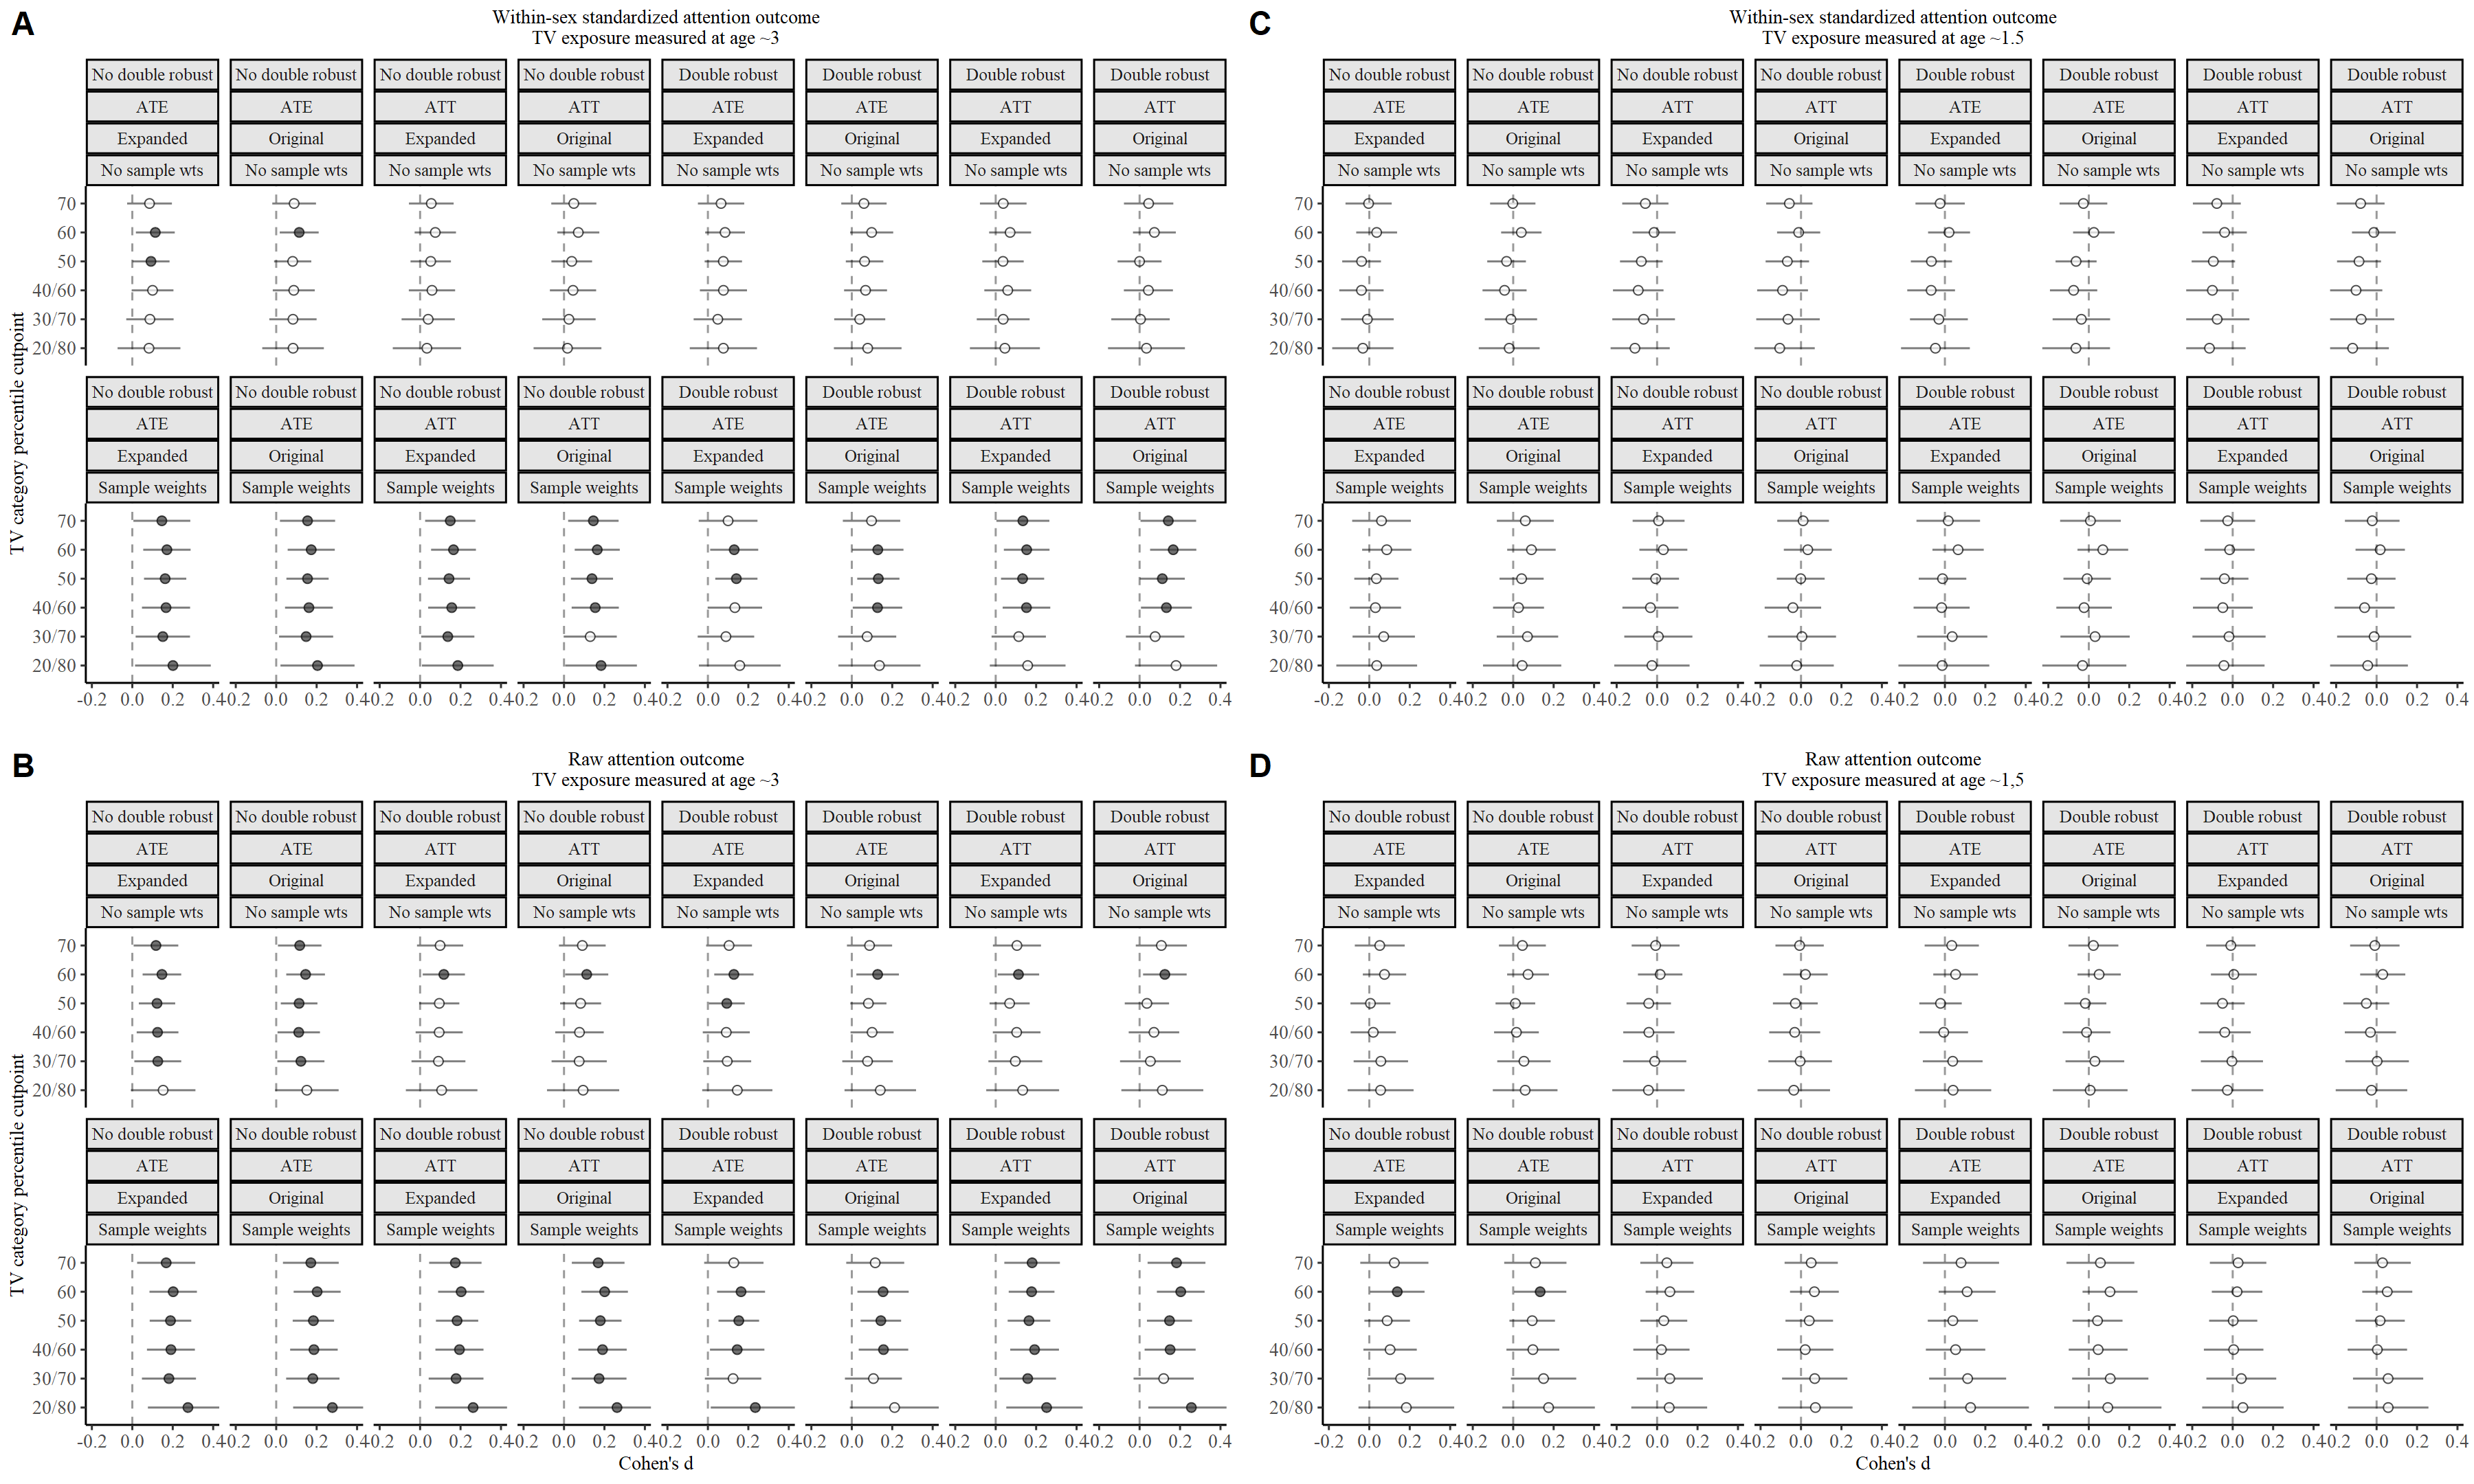 A
Within-sex standardized attention outcome
TV exposure measured at age ~3
No double robust No double robust No double robust No double robust Double robust Double robust Double robust Double robust
ATE ATE ATT ATT ATE ATE ATT ATT
Expanded Original Expanded Original Expanded Original Expanded Original
No sample wts No sample wts No sample wts No sample wts No sample wts No sample wts No sample wts No sample wts
70
60
50
40/60
30/70
20/80
TV category percentile cutpoint
No double robust No double robust No double robust No double robust Double robust Double robust Double robust Double robust
ATE ATE ATT ATT ATE ATE ATT ATT
Expanded Original Expanded Original Expanded Original Expanded Original
Sample weights Sample weights Sample weights Sample weights Sample weights Sample weights Sample weights Sample weights
70
60
50
40/60
30/70
20/80
-0.2 0.0 0.2 0.4 -0.2 0.0 0.2 0.4 -0.2 0.0 0.2 0.4 -0.2 0.0 0.2 0.4 -0.2 0.0 0.2 0.4 -0.2 0.0 0.2 0.4 -0.2 0.0 0.2 0.4 -0.2 0.0 0.2 0.4
B
Raw attention outcome
TV exposure measured at age ~3
No double robust No double robust No double robust No double robust Double robust Double robust Double robust Double robust
ATE ATE ATT ATT ATE ATE ATT ATT
Expanded Original Expanded Original Expanded Original Expanded Original
No sample wts No sample wts No sample wts No sample wts No sample wts No sample wts No sample wts No sample wts
70
60
50
40/60
30/70
20/80
TV category percentile cutpoint
No double robust No double robust No double robust No double robust Double robust Double robust Double robust Double robust
ATE ATE ATT ATT ATE ATE ATT ATT
Expanded Original Expanded Original Expanded Original Expanded Original
Sample weights Sample weights Sample weights Sample weights Sample weights Sample weights Sample weights Sample weights
70
60
50
40/60
30/70
20/80
-0.2 0.0 0.2 0.4 -0.2 0.0 0.2 0.4 -0.2 0.0 0.2 0.4 -0.2 0.0 0.2 0.4 -0.2 0.0 0.2 0.4 -0.2 0.0 0.2 0.4 -0.2 0.0 0.2 0.4 -0.2 0.0 0.2 0.4
Cohen's d
C
Within-sex standardized attention outcome
TV exposure measured at age ~1.5
No double robust No double robust No double robust No double robust Double robust Double robust Double robust Double robust
ATE ATE ATT ATT ATE ATE ATT ATT
Expanded Original Expanded Original Expanded Original Expanded Original
No sample wts No sample wts No sample wts No sample wts No sample wts No sample wts No sample wts No sample wts
70
60
50
40/60
30/70
20/80
No double robust No double robust No double robust No double robust Double robust Double robust Double robust Double robust
ATE ATE ATT ATT ATE ATE ATT ATT
Expanded Original Expanded Original Expanded Original Expanded Original
Sample weights Sample weights Sample weights Sample weights Sample weights Sample weights Sample weights Sample weights
70
60
50
40/60
30/70
20/80
-0.2 0.0 0.2 0.4 -0.2 0.0 0.2 0.4 -0.2 0.0 0.2 0.4 -0.2 0.0 0.2 0.4 -0.2 0.0 0.2 0.4 -0.2 0.0 0.2 0.4 -0.2 0.0 0.2 0.4 -0.2 0.0 0.2 0.4
D
Raw attention outcome
TV exposure measured at age ~1,5
No double robust No double robust No double robust No double robust Double robust Double robust Double robust Double robust
ATE ATE ATT ATT ATE ATE ATT ATT
Expanded Original Expanded Original Expanded Original Expanded Original
No sample wts No sample wts No sample wts No sample wts No sample wts No sample wts No sample wts No sample wts
70
60
50
40/60
30/70
20/80
No double robust No double robust No double robust No double robust Double robust Double robust Double robust Double robust
ATE ATE ATT ATT ATE ATE ATT ATT
Expanded Original Expanded Original Expanded Original Expanded Original
Sample weights Sample weights Sample weights Sample weights Sample weights Sample weights Sample weights Sample weights
70
60
50
40/60
30/70
20/80
-0.2 0.0 0.2 0.4 -0.2 0.0 0.2 0.4 -0.2 0.0 0.2 0.4 -0.2 0.0 0.2 0.4 -0.2 0.0 0.2 0.4 -0.2 0.0 0.2 0.4 -0.2 0.0 0.2 0.4 -0.2 0.0 0.2 0.4
Cohen's d